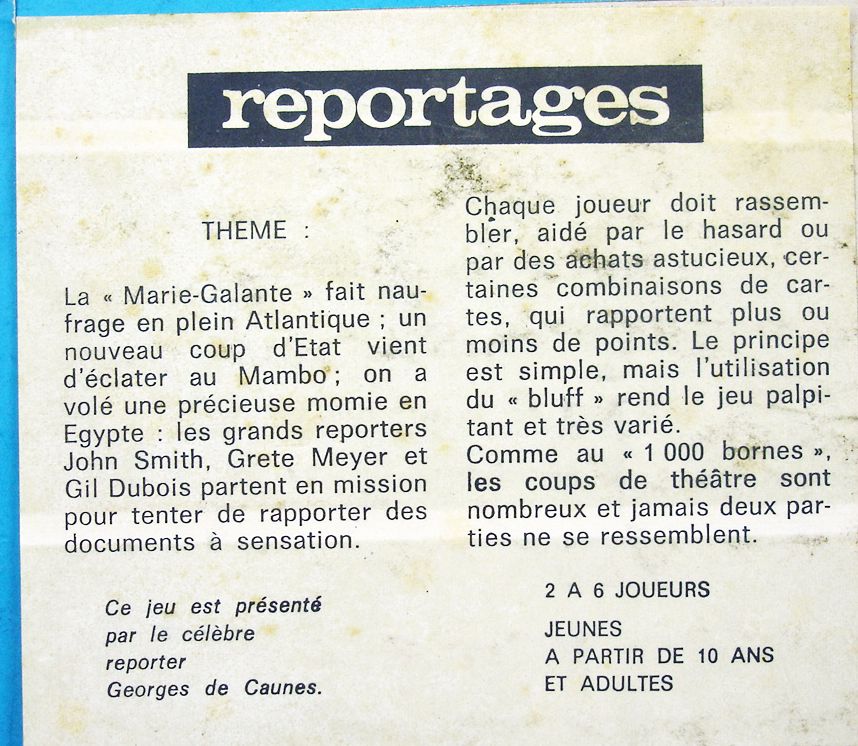 reportages
THEME :
La « Marie-Galante » fait nau-
frage en plein Atlantique ; un
nouveau coup d'Etat vient
d'éclater au Mambo ; on a
volé une précieuse momie en
Egypte : les grands reporters
John Smith, Grete Meyer et
Gil Dubois partent en mission
pour tenter de rapporter des
documents à sensation.
Ce jeu est présenté
par le célèbre
reporter
Georges de Caunes.
Chaque joueur doit rassem-
bler, aidé par le hasard ou
par des achats astucieux, cer-
taines combinaisons de car-
tes, qui rapportent plus ou
moins de points. Le principe
est simple, mais l'utilisation
du « bluff » rend le jeu palpi-
tant et très varié.
Comme au « 1 000 bornes »,
les coups de théâtre sont
nombreux et jamais deux par-
ties ne se ressemblent.
2 A 6 JOUEURS
JEUNES
A PARTIR DE 10 ANS
ET ADULTES